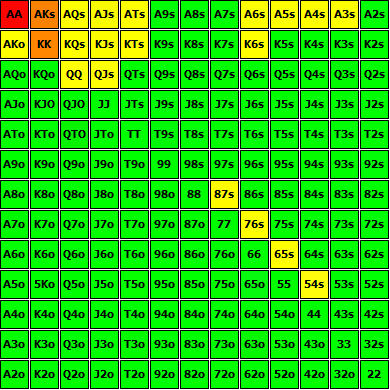 AA AKs AQs AJs ATs A9s A8s A7s A6s A5s A4s A3s A2s
AKo KK KQs KJs KTs K9s K8s K7s K6s K5s K4s K3s K2s
AQo KQo QQ QJs QTs Q9s Q8s Q7s Q6s Q5s Q4s Q3s Q2s
AJo KJO QJO JJ JTs J9s J8s J7s J6s J5s J4s J3s J2s
ATo KTo QTO JTo TT T9s T8s T7s T6s T5s T4s T3s T2s
A9o K9o Q9o J9o T9o 99 98s 97s 96s 95s 94s 93s 92s
A8o K8o Q8o J8o T8o 98o 88 87s 86s 85s 84s 83s 82s
A7o K7o Q7o J7o T7o 97o 87o 77 76s 75s 74s 73s 72s
A6o K6o Q6o J6o T6o 96o 86o 76o 66 65s 64s 63s 62s
A5o 5Ko Q5o J5o T5o 95o 85o 75o 65o 55 54s 53s 52s
A4o K4o Q4o J4o T4o 94o 84o 74o 64o 54o 44 43s 42s
A3o K3o Q3o J3o T3o 93o 83o 73o 63o 53o 43o 33 32s
A2o K2o Q2o J2o T2o 92o 82o 72o 62o 52o 42o 32o 22